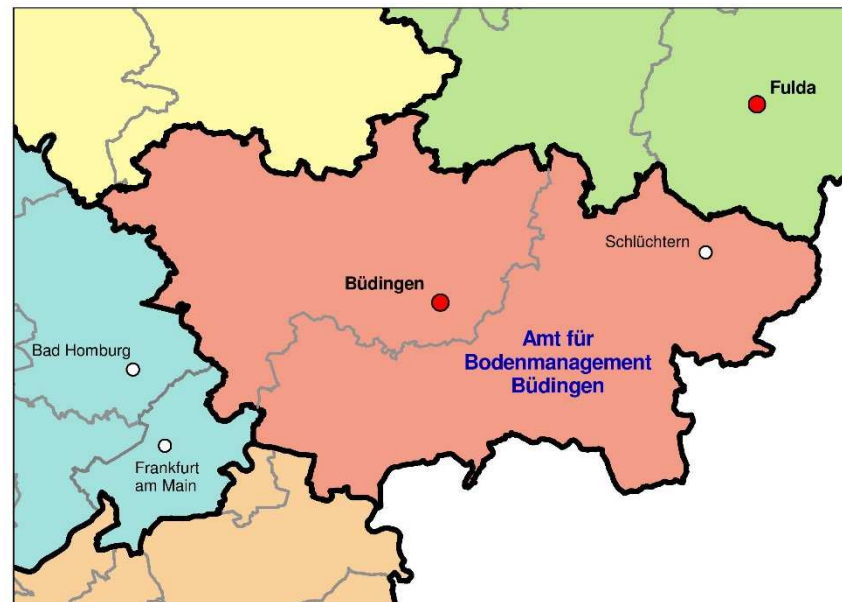 Fulda
Schlüchtern
Büdingen
Amt für
Bodenmanagement
Büdingen
Bad Homburg
Frankfurt
am Main